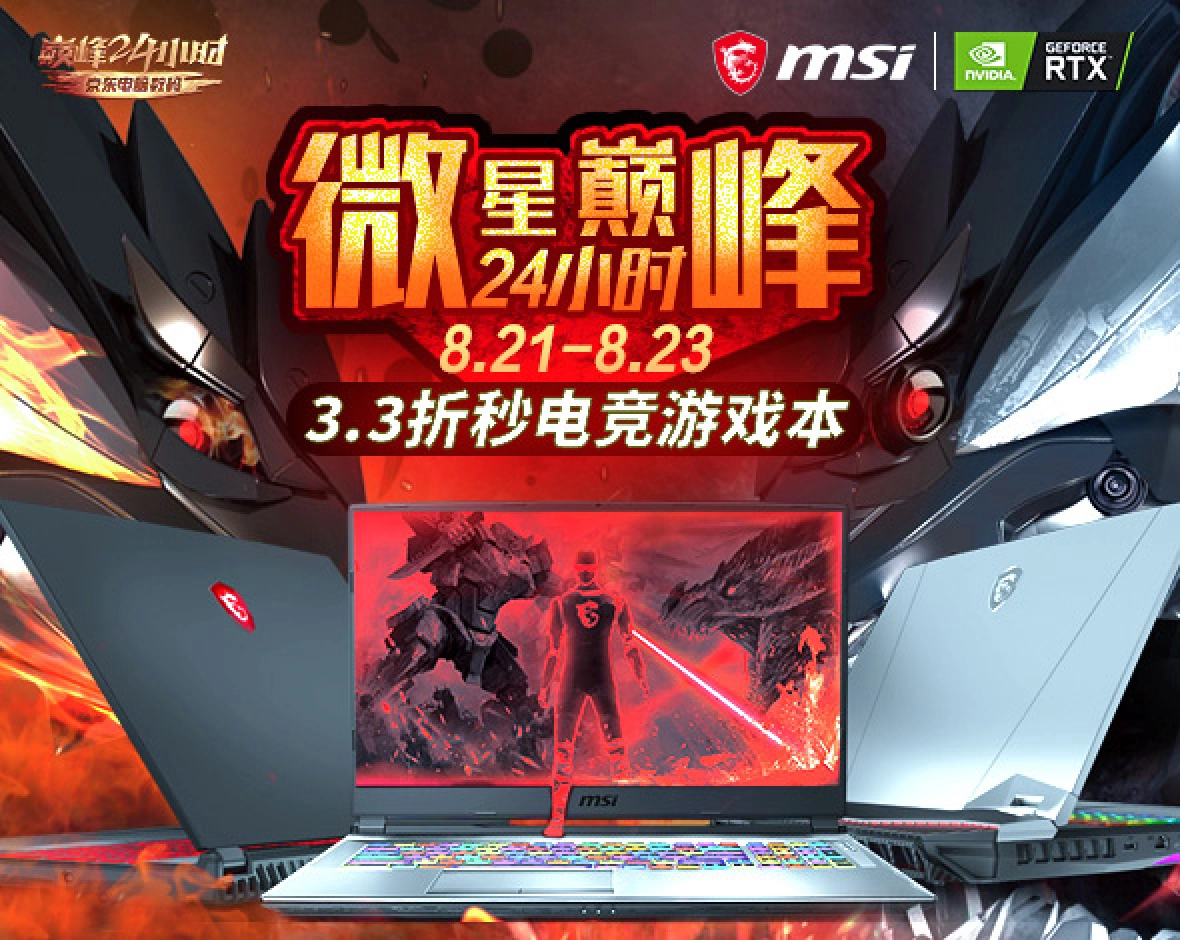 巅峰24小时
京东电脑数码
msi
NVIDIA.
GEFORCE
RTX™
微星巅峰
24小时
8.21-8.23
3.3折秒电竞游戏本
msi